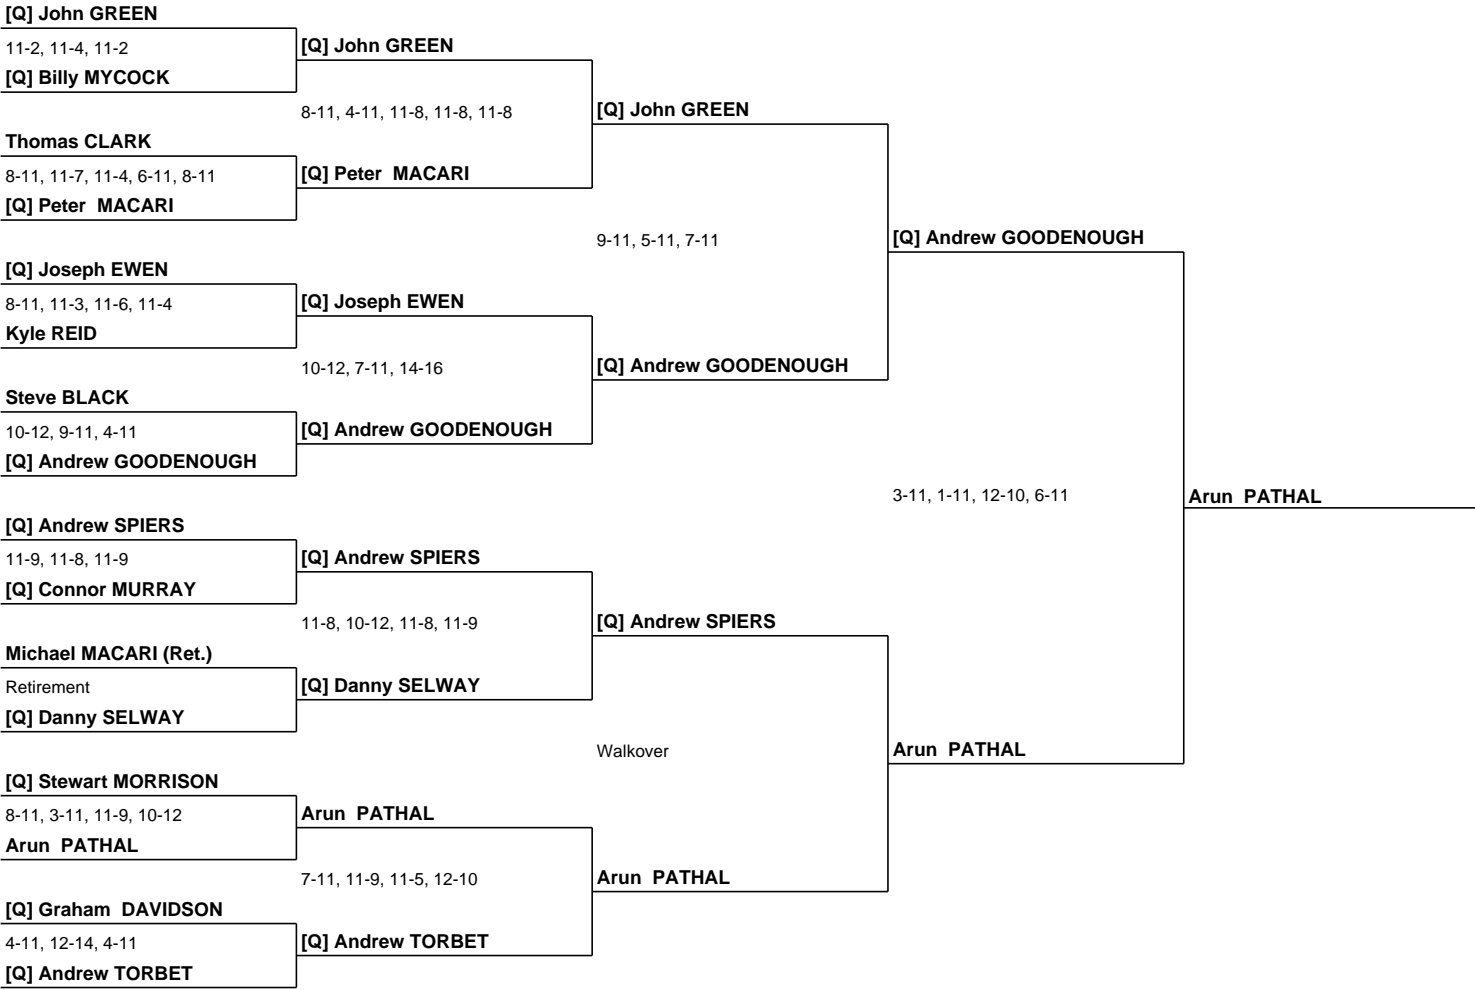 [Q] John GREEN
11-2, 11-4, 11-2
[Q] Billy MYCOCK
Thomas CLARK
8-11, 11-7, 11-4, 6-11, 8-11
[Q] Peter MACARI
[Q] Joseph EWEN
8-11, 11-3, 11-6, 11-4
Kyle REID
Steve BLACK
10-12, 9-11, 4-11
[Q] Andrew GOODENOUGH
[Q] Andrew SPIERS
11-9, 11-8, 11-9
[Q] Connor MURRAY
Michael MACARI (Ret.)
Retirement
[Q] Danny SELWAY
[Q] Stewart MORRISON
8-11, 3-11, 11-9, 10-12
Arun PATHAL
[Q] Graham DAVIDSON
4-11, 12-14, 4-11
[Q] Andrew TORBET
[Q] John GREEN
8-11, 4-11, 11-8, 11-8, 11-8
[Q] Peter MACARI
[Q] Joseph EWEN
10-12, 7-11, 14-16
[Q] Andrew GOODENOUGH
[Q] Andrew SPIERS
11-8, 10-12, 11-8, 11-9
[Q] Danny SELWAY
Arun PATHAL
7-11, 11-9, 11-5, 12-10
[Q] Andrew TORBET
[Q] John GREEN
9-11, 5-11, 7-11
[Q] Andrew GOODENOUGH
[Q] Andrew SPIERS
Walkover
Arun PATHAL
[Q] Andrew GOODENOUGH
3-11, 1-11, 12-10, 6-11
Arun PATHAL
Arun PATHAL